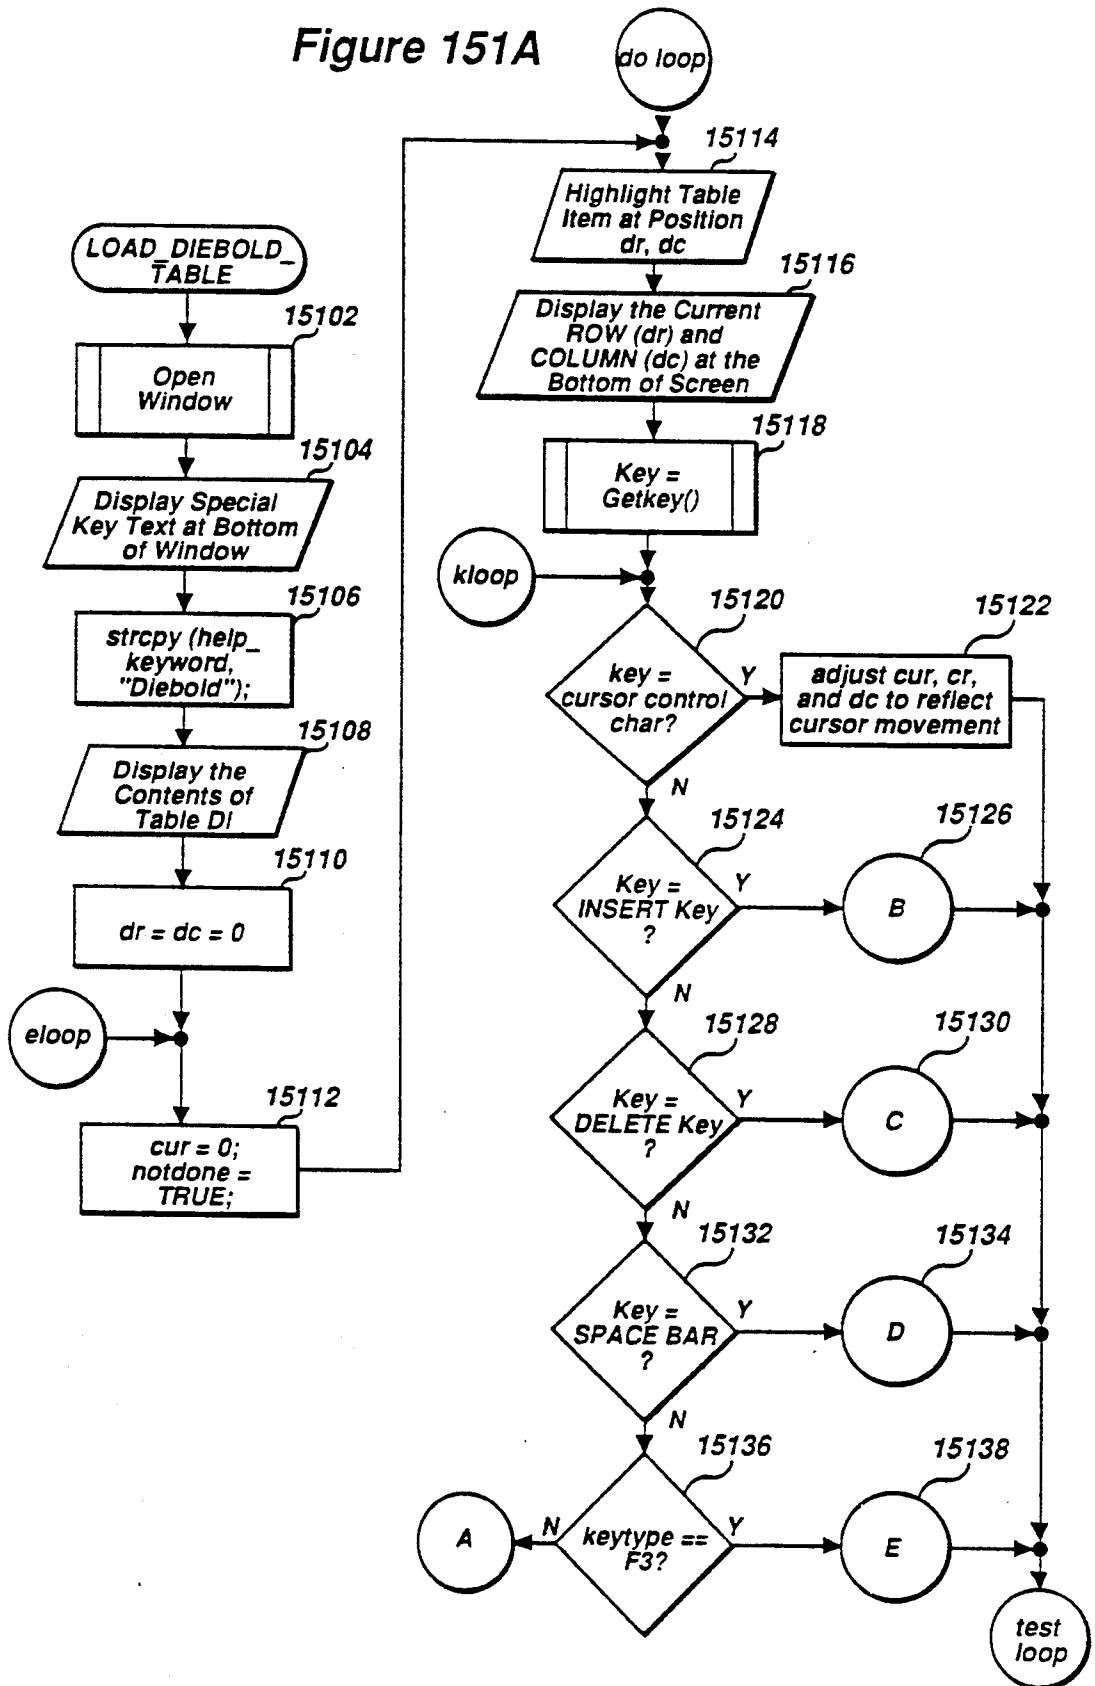 Figure 151A
LOAD_DIEBOLD_
TABLE
15102
Open
Window
15104
Display Special
Key Text at Bottom
of Window
15106
strcpy (help_
keyword,
"Diebold");
15108
Display the
Contents of
Table DI
15110
dr = dc = 0
eloop
15112
cur = 0;
notdone =
TRUE;
do loop
15114
Highlight Table
Item at Position
dr, dc
15116
Display the Current
ROW (dr) and
COLUMN (dc) at the
Bottom of Screen
15118
Key =
Getkey()
kloop
15120
key =
cursor control
char?
Y
N
15122
adjust cur, cr,
and dc to reflect
cursor movement
15124
Key =
INSERT Key
?
Y
N
15126
B
15128
Key =
DELETE Key
?
Y
N
15130
C
15132
Key =
SPACE BAR
?
Y
N
15134
D
15136
keytype ==
F3?
N
Y
A
15138
E
test
loop